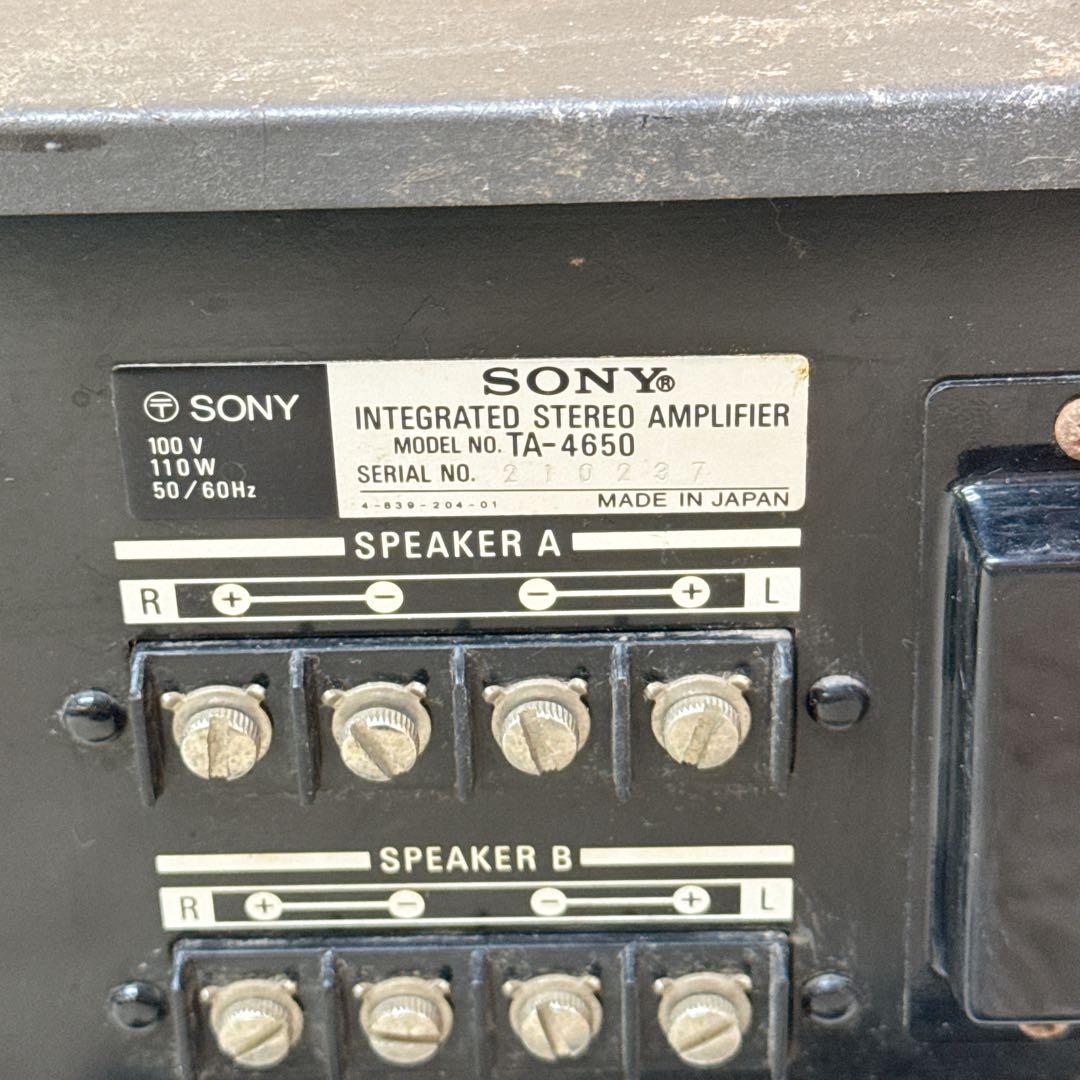 〒 SONY
100 V
110W
50/60Hz
SONY®
INTEGRATED STEREO AMPLIFIER
MODEL NO. TA-4650
SERIAL NO. 210237
4-839-204-01 MADE IN JAPAN
SPEAKER A
R + − − + L
SPEAKER B
R + − − + L